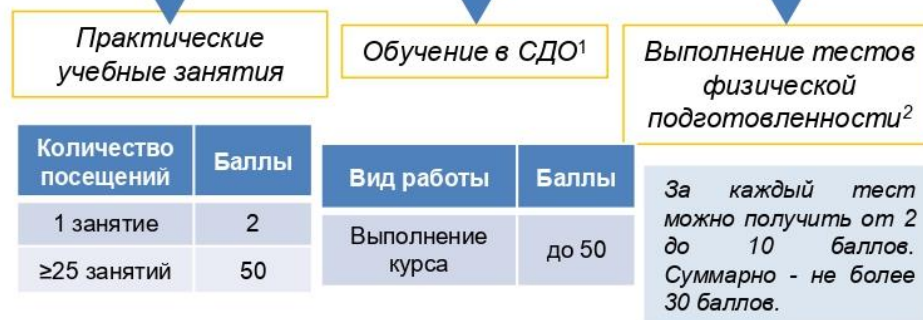 Практические
учебные занятия
Обучение в СДО¹
Выполнение тестов
физической
подготовленности²
Количество
посещений
Баллы
1 занятие
2
≥25 занятий
50
Вид работы
Баллы
Выполнение
курса
до 50
За каждый тест
можно получить от 2
до 10 баллов.
Суммарно - не более
30 баллов.